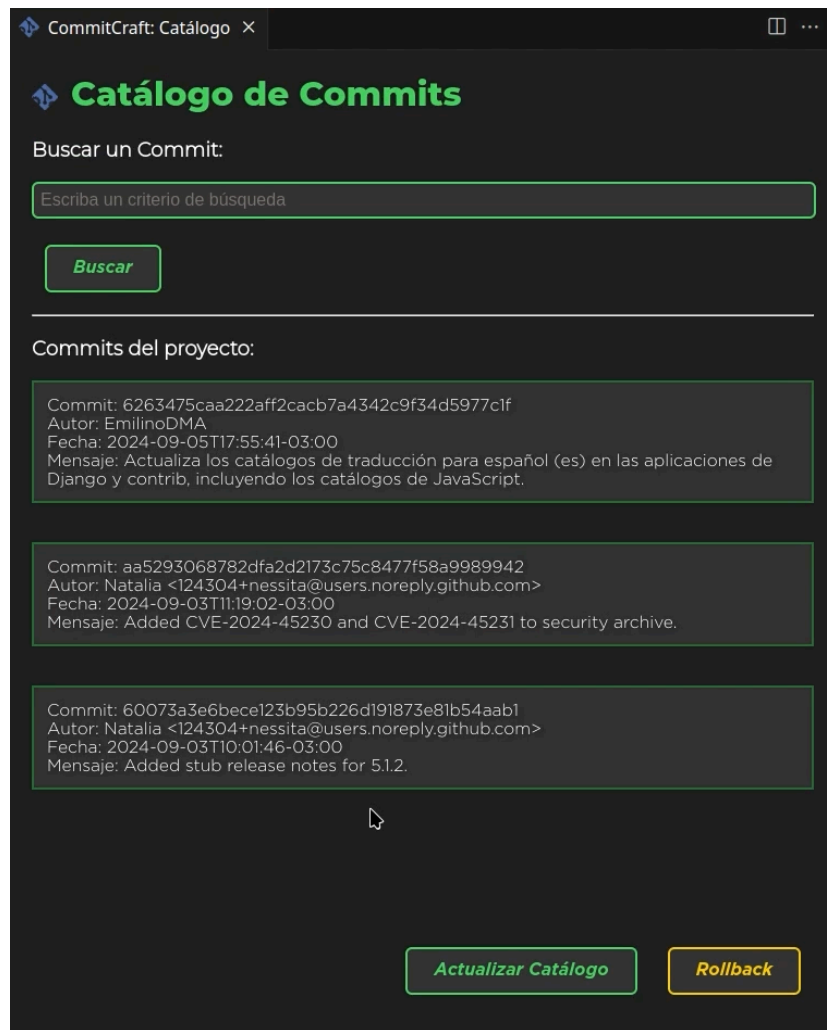 CommitCraft: Catálogo
Catálogo de Commits
Buscar un Commit:
Escriba un criterio de búsqueda
Buscar
Commits del proyecto:
Commit: 6263475caa222aff2cacb7a4342c9f34d5977c1f
Autor: EmilinoDMA
Fecha: 2024-09-05T17:55:41-03:00
Mensaje: Actualiza los catálogos de traducción para español (es) en las aplicaciones de
Django y contrib, incluyendo los catálogos de JavaScript.
Commit: aa5293068782dfa2d2173c75c8477f58a9989942
Autor: Natalia <124304+nessita@users.noreply.github.com>
Fecha: 2024-09-03T11:19:02-03:00
Mensaje: Added CVE-2024-45230 and CVE-2024-45231 to security archive.
Commit: 60073a3e6bece123b95b226d191873e81b54aab1
Autor: Natalia <124304+nessita@users.noreply.github.com>
Fecha: 2024-09-03T10:01:46-03:00
Mensaje: Added stub release notes for 5.1.2.
Actualizar Catálogo
Rollback